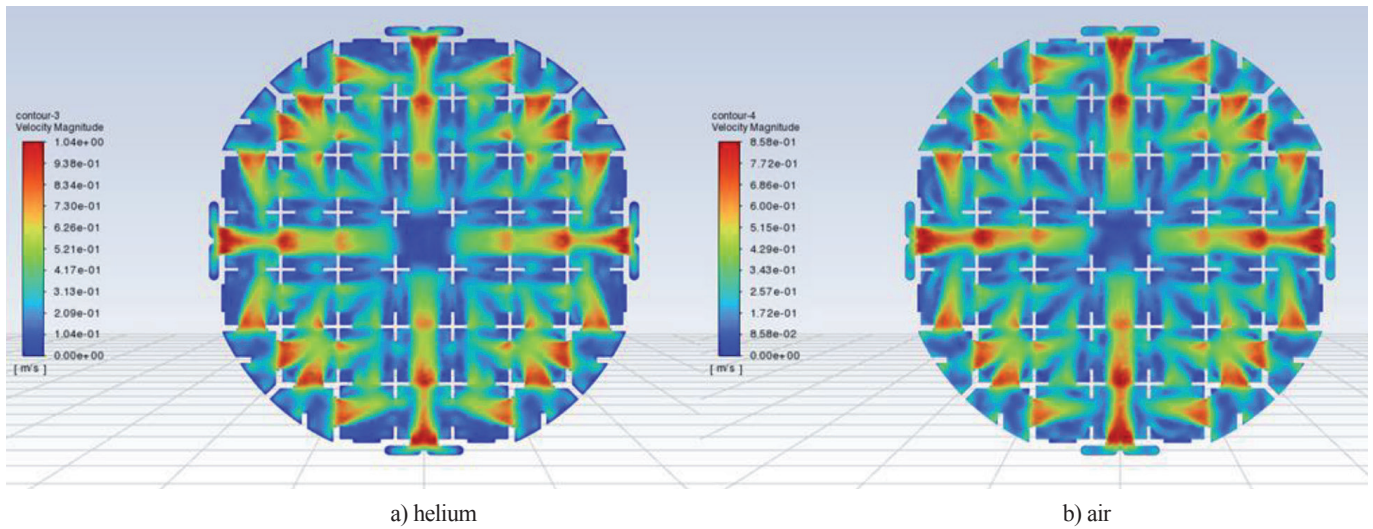 contour-3
Velocity Magnitude
1.04e+00
9.38e-01
8.34e-01
7.30e-01
6.26e-01
5.21e-01
4.17e-01
3.13e-01
2.09e-01
1.04e-01
0.00e+00
[ m/s ]
a) helium
contour-4
Velocity Magnitude
8.58e-01
7.72e-01
6.86e-01
6.00e-01
5.15e-01
4.29e-01
3.43e-01
2.57e-01
1.72e-01
8.58e-02
0.00e+00
[ m/s ]
b) air